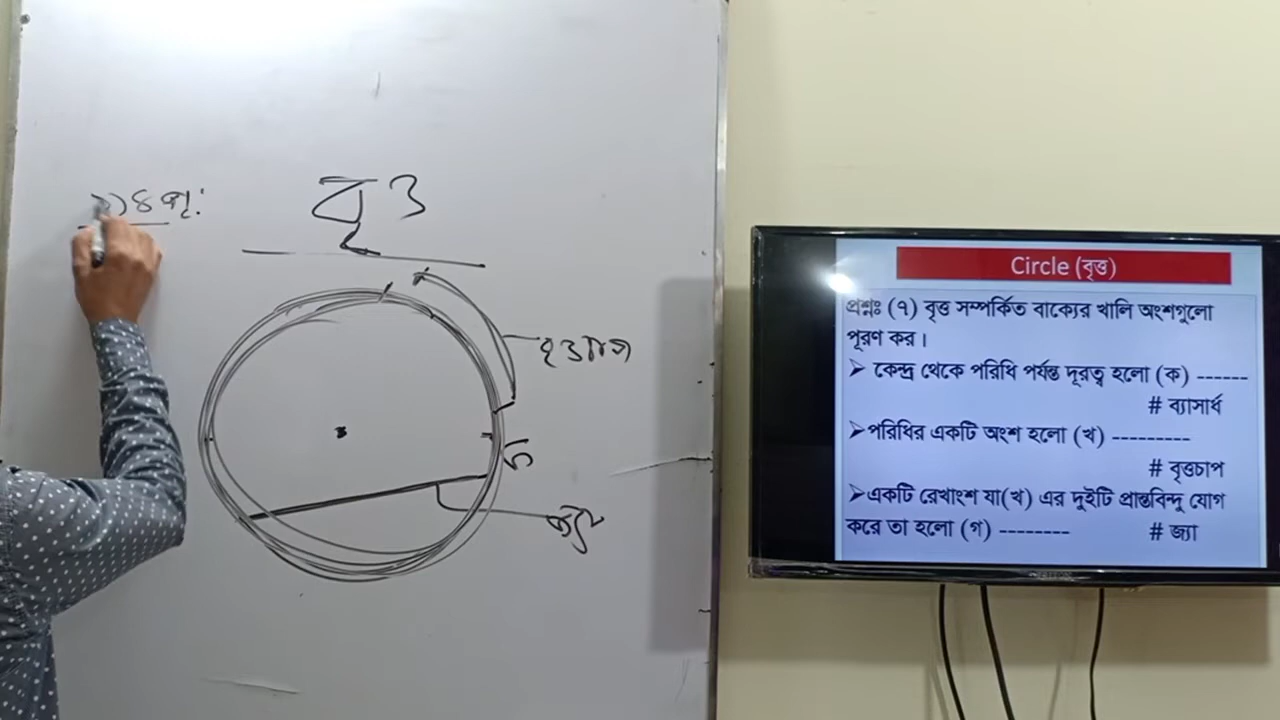 ১৪ পৃ:
বৃত্ত
বৃত্তচাপ
চ
জ্যা
Circle (বৃত্ত)
প্রশ্নঃ (৭) বৃত্ত সম্পর্কিত বাক্যের খালি অংশগুলো
পূরণ কর।
➢ কেন্দ্র থেকে পরিধি পর্যন্ত দূরত্ব হলো (ক) ------
# ব্যাসার্ধ
➢পরিধির একটি অংশ হলো (খ) ---------
# বৃত্তচাপ
➢একটি রেখাংশ যা(খ) এর দুইটি প্রান্তবিন্দু যোগ
করে তা হলো (গ) -------- # জ্যা